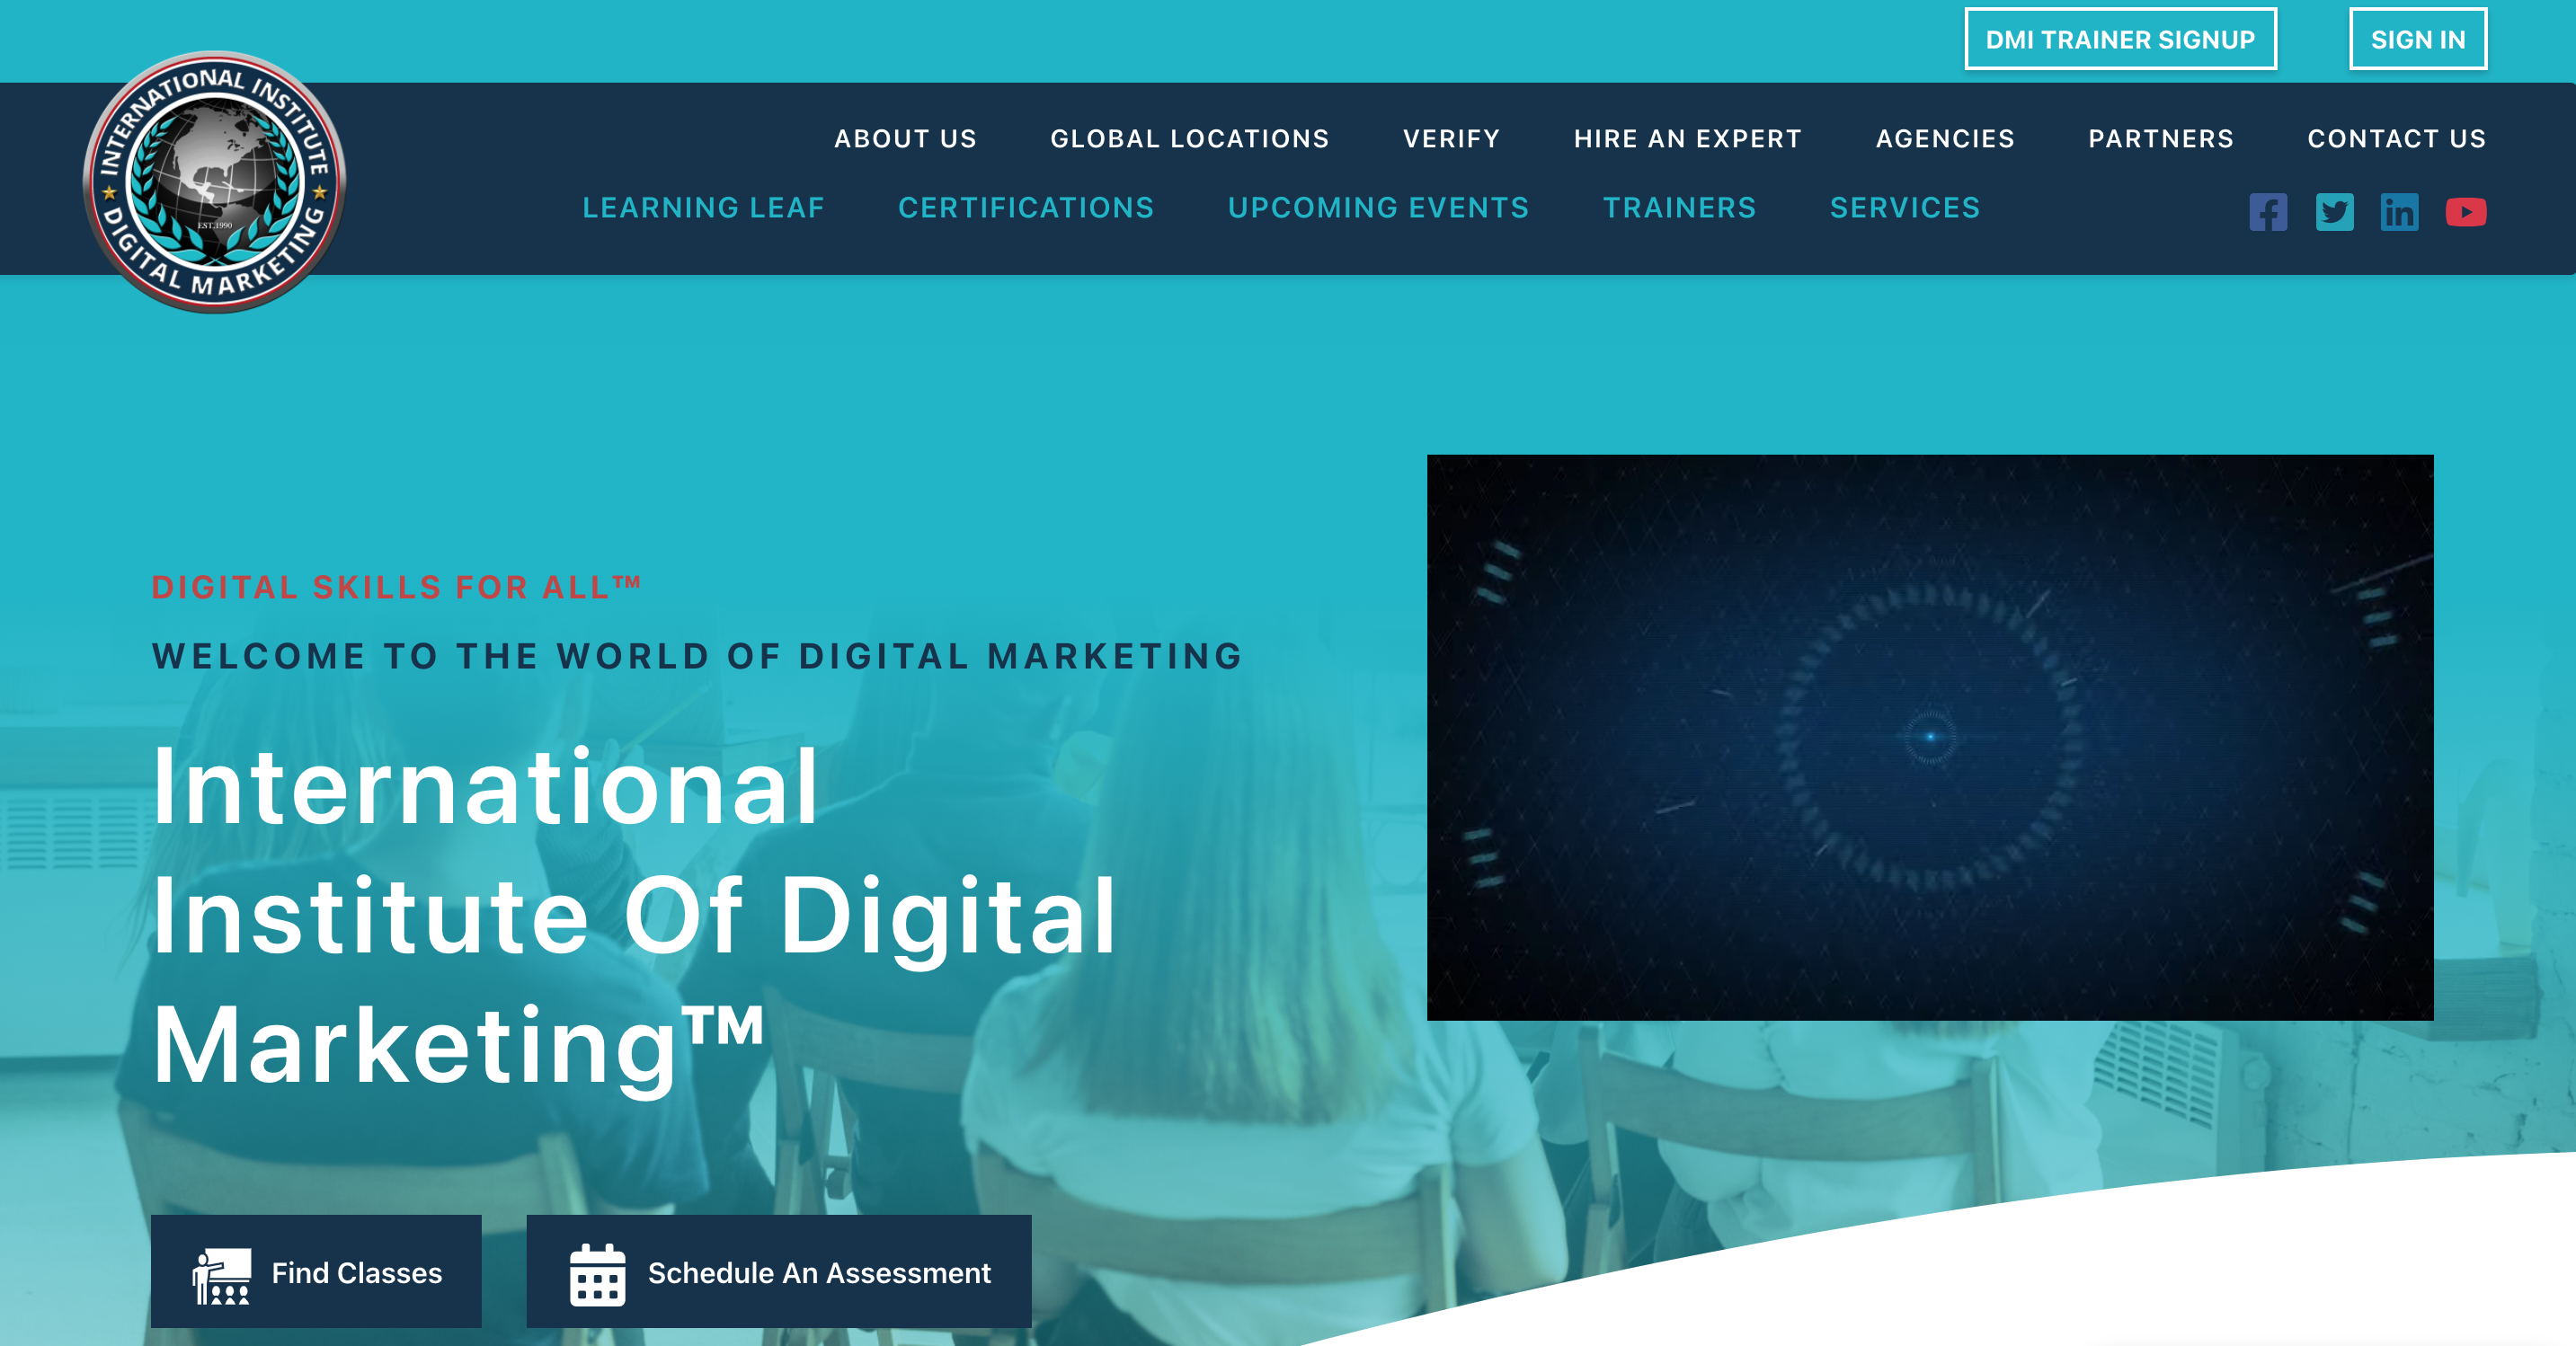 DMI TRAINER SIGNUP
SIGN IN
INTERNATIONAL INSTITUTE
DIGITAL MARKETING
EST.1990
ABOUT US
GLOBAL LOCATIONS
VERIFY
HIRE AN EXPERT
AGENCIES
PARTNERS
CONTACT US
LEARNING LEAF
CERTIFICATIONS
UPCOMING EVENTS
TRAINERS
SERVICES
DIGITAL SKILLS FOR ALL™
WELCOME TO THE WORLD OF DIGITAL MARKETING
International
Institute Of Digital
Marketing™
Find Classes
Schedule An Assessment